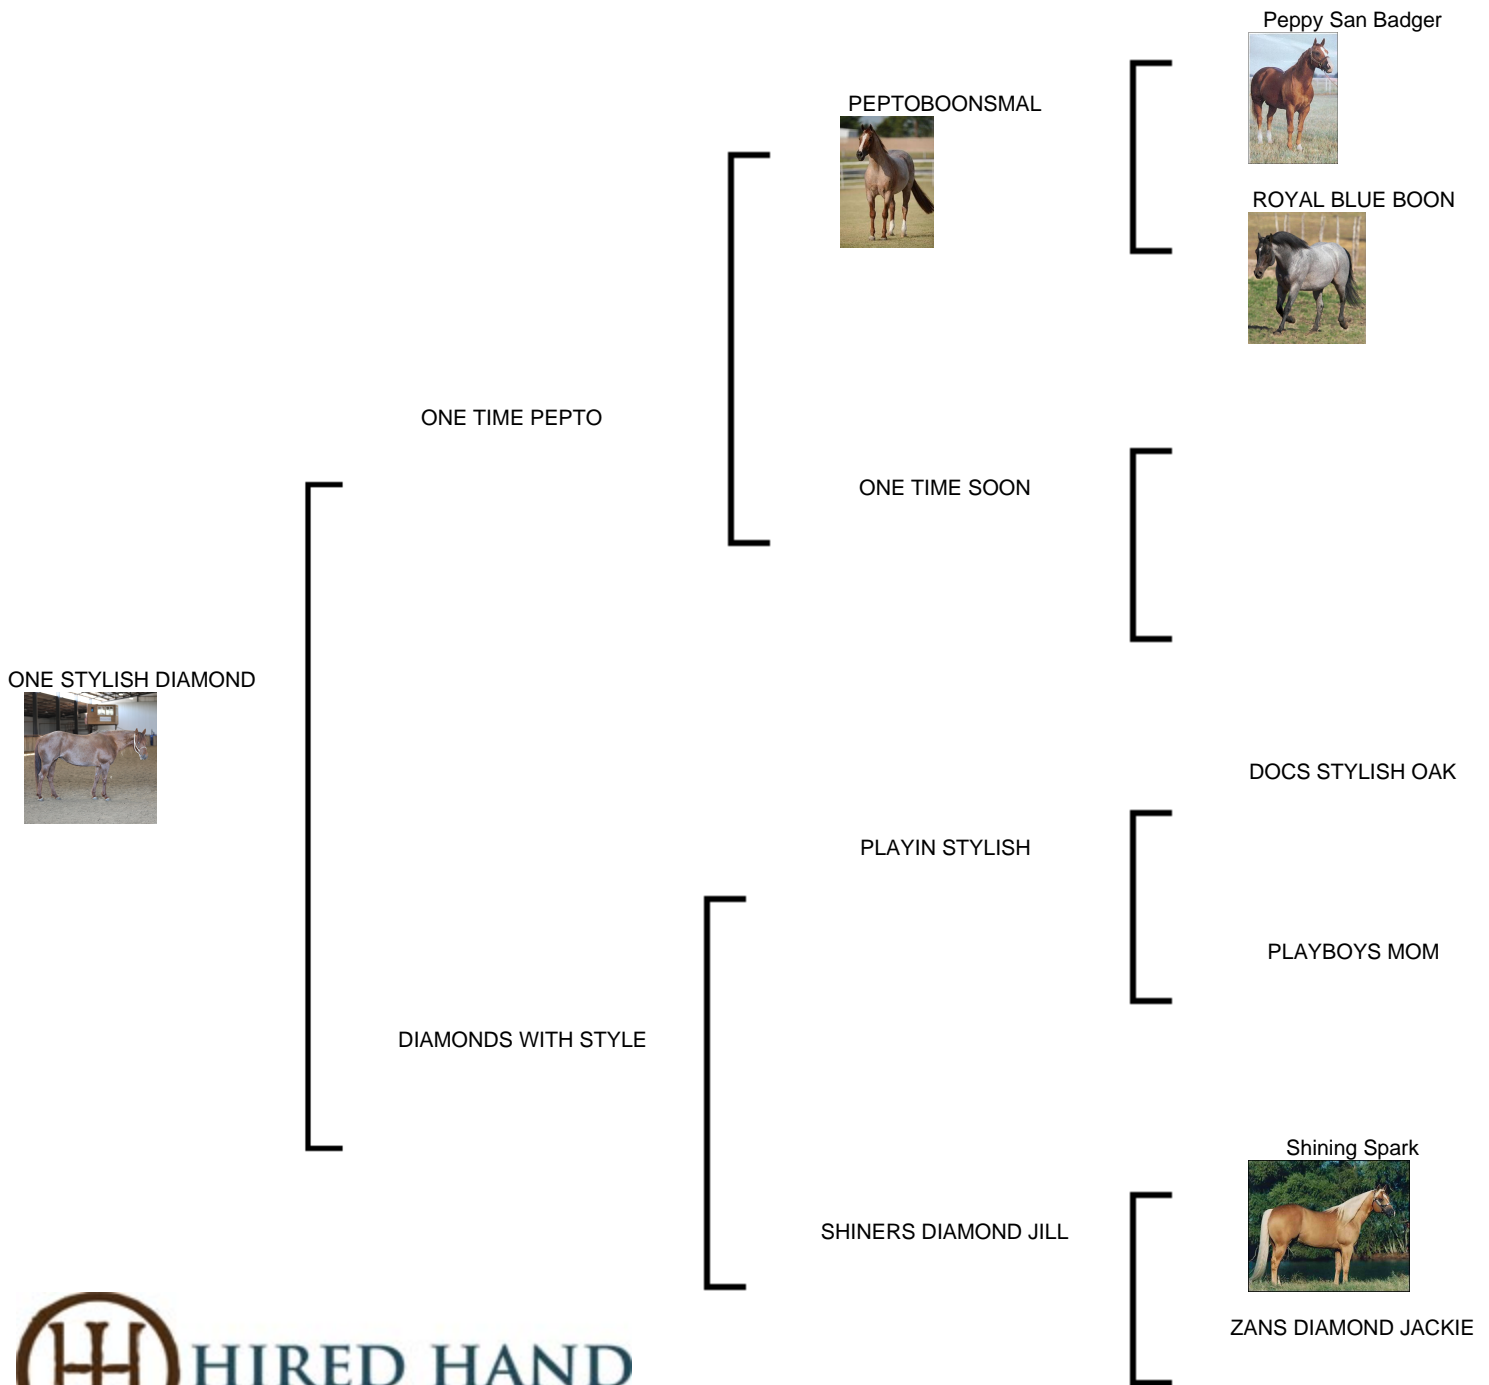 Peppy San Badger
PEPTOBOONSMAL
ROYAL BLUE BOON
ONE TIME PEPTO
ONE TIME SOON
ONE STYLISH DIAMOND
DOCS STYLISH OAK
PLAYIN STYLISH
PLAYBOYS MOM
DIAMONDS WITH STYLE
Shining Spark
SHINERS DIAMOND JILL
ZANS DIAMOND JACKIE
HIRED HAND